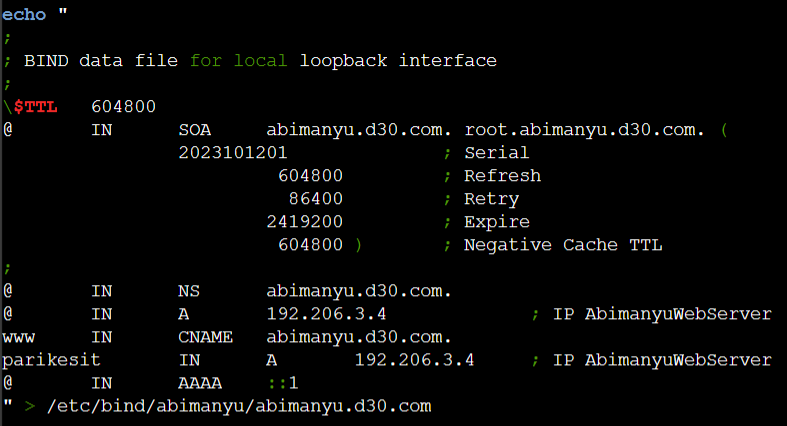 echo "
;
; BIND data file for local loopback interface
;
\$TTL    604800
@       IN      SOA     abimanyu.d30.com. root.abimanyu.d30.com. (
                2023101201              ; Serial
                         604800         ; Refresh
                          86400         ; Retry
                        2419200         ; Expire
                         604800 )       ; Negative Cache TTL
;
@       IN      NS      abimanyu.d30.com.
@       IN      A       192.206.3.4             ; IP AbimanyuWebServer
www     IN      CNAME   abimanyu.d30.com.
parikesit       IN      A       192.206.3.4     ; IP AbimanyuWebServer
@       IN      AAAA    ::1
" > /etc/bind/abimanyu/abimanyu.d30.com